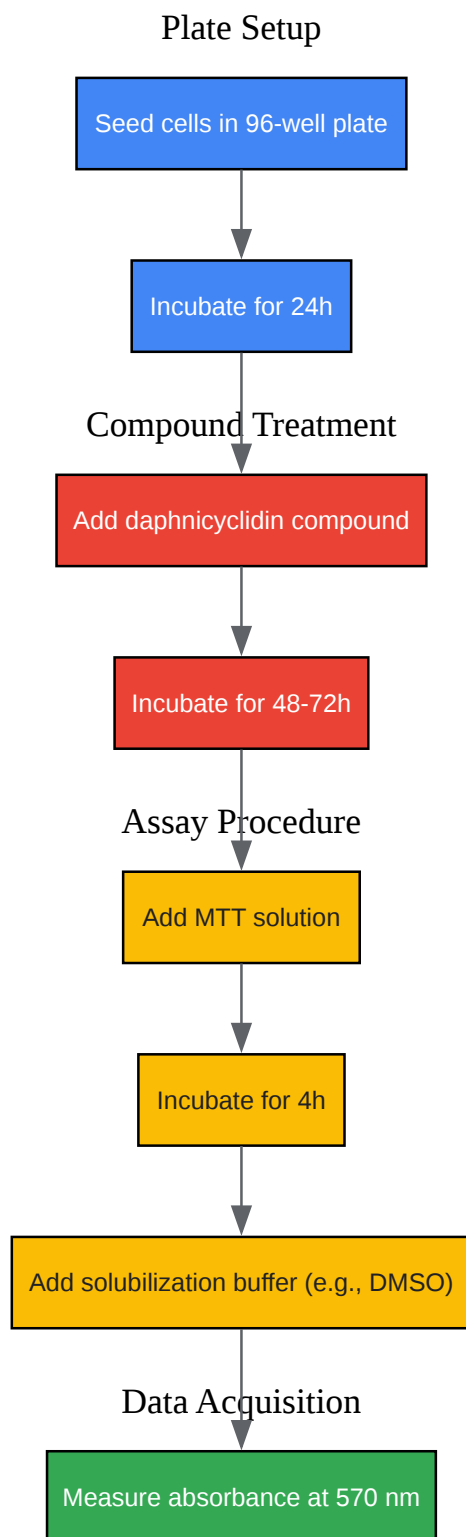 Plate Setup
Seed cells in 96-well plate
Incubate for 24h
Compound Treatment
Add daphnicyclidin compound
Incubate for 48-72h
Assay Procedure
Add MTT solution
Incubate for 4h
Add solubilization buffer (e.g., DMSO)
Data Acquisition
Measure absorbance at 570 nm